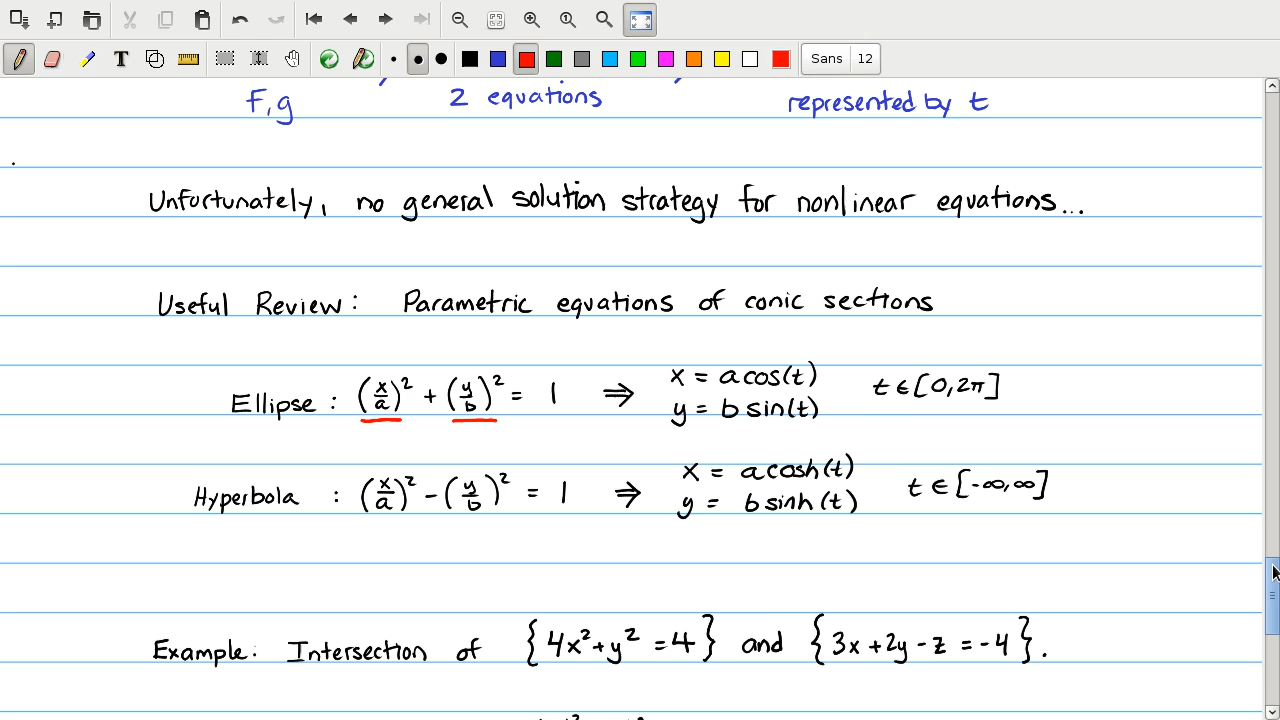 T Sans 12
F, g 2 equations represented by t
Unfortunately, no general solution strategy for nonlinear equations...
Useful Review: Parametric equations of conic sections
Ellipse : (x/a)² + (y/b)² = 1 ⇒ x = a cos(t) t ∈ [0, 2π]
y = b sin(t)
Hyperbola : (x/a)² − (y/b)² = 1 ⇒ x = a cosh(t) t ∈ [-∞, ∞]
y = b sinh(t)
Example: Intersection of {4x² + y² = 4} and {3x + 2y − z = −4}.